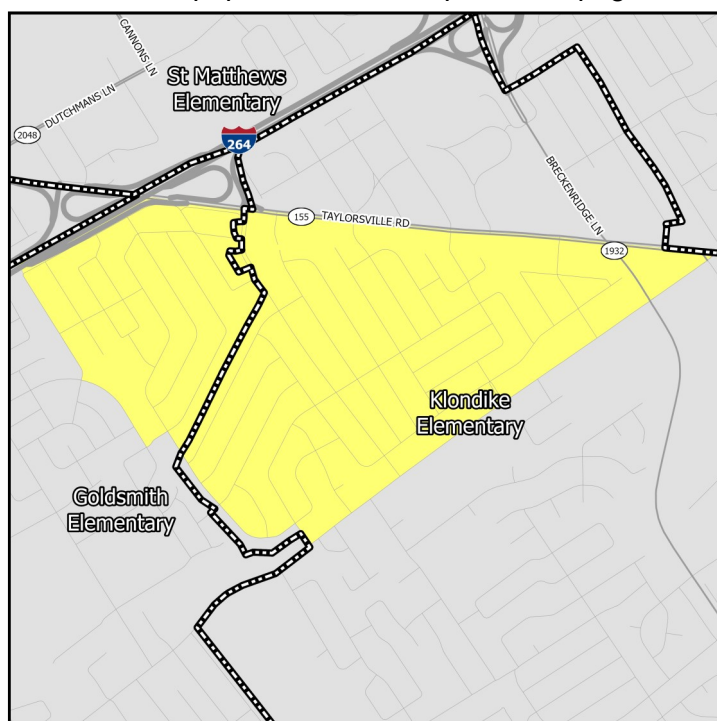 CANNONS LN
DUTCHMANS LN
2048
St Matthews
Elementary
264
155
TAYLORSVILLE RD
BRECKENRIDGE LN
1932
Klondike
Elementary
Goldsmith
Elementary